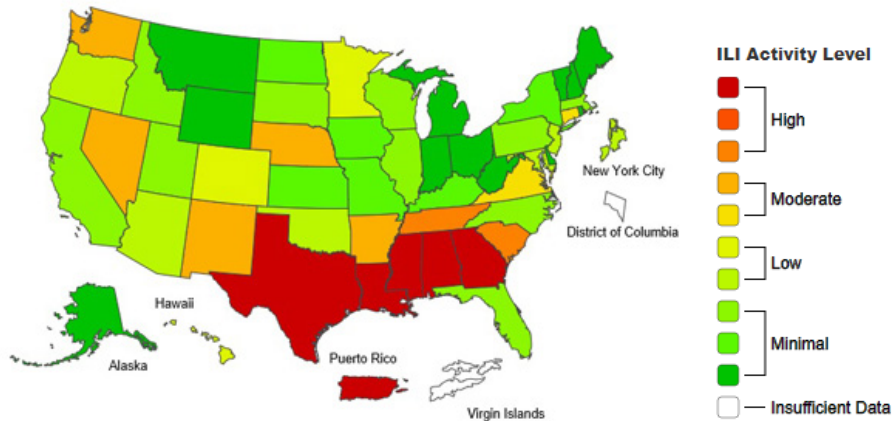 ILI Activity Level
High
Moderate
Low
Minimal
Insufficient Data
New York City
District of Columbia
Hawaii
Alaska
Puerto Rico
Virgin Islands